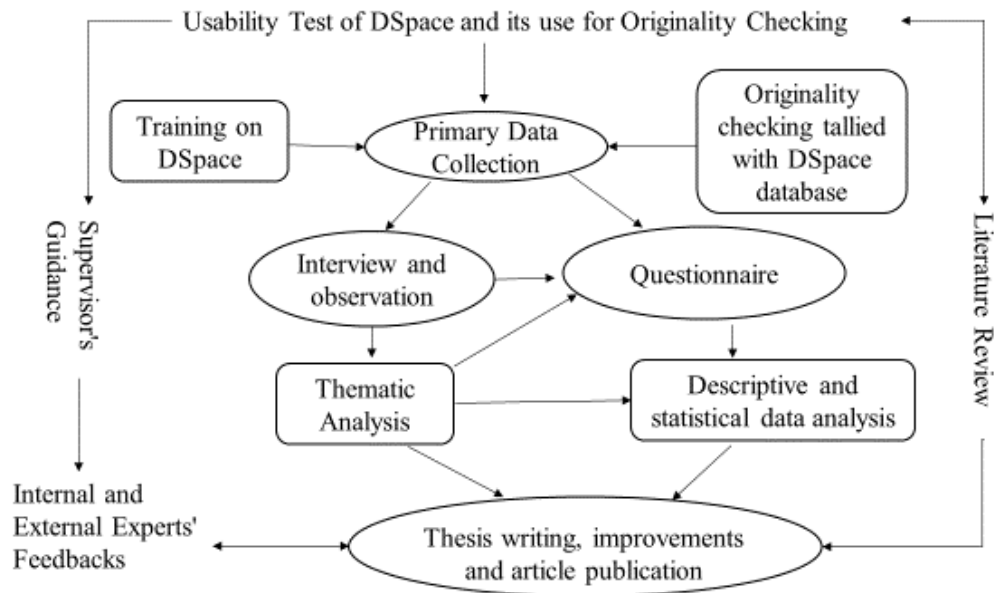 Usability Test of DSpace and its use for Originality Checking
Training on
DSpace
Primary Data
Collection
Originality
checking tallied
with DSpace
database
Supervisor's
Guidance
Interview and
observation
Questionnaire
Literature Review
Thematic
Analysis
Descriptive and
statistical data analysis
Internal and
External Experts'
Feedbacks
Thesis writing, improvements
and article publication